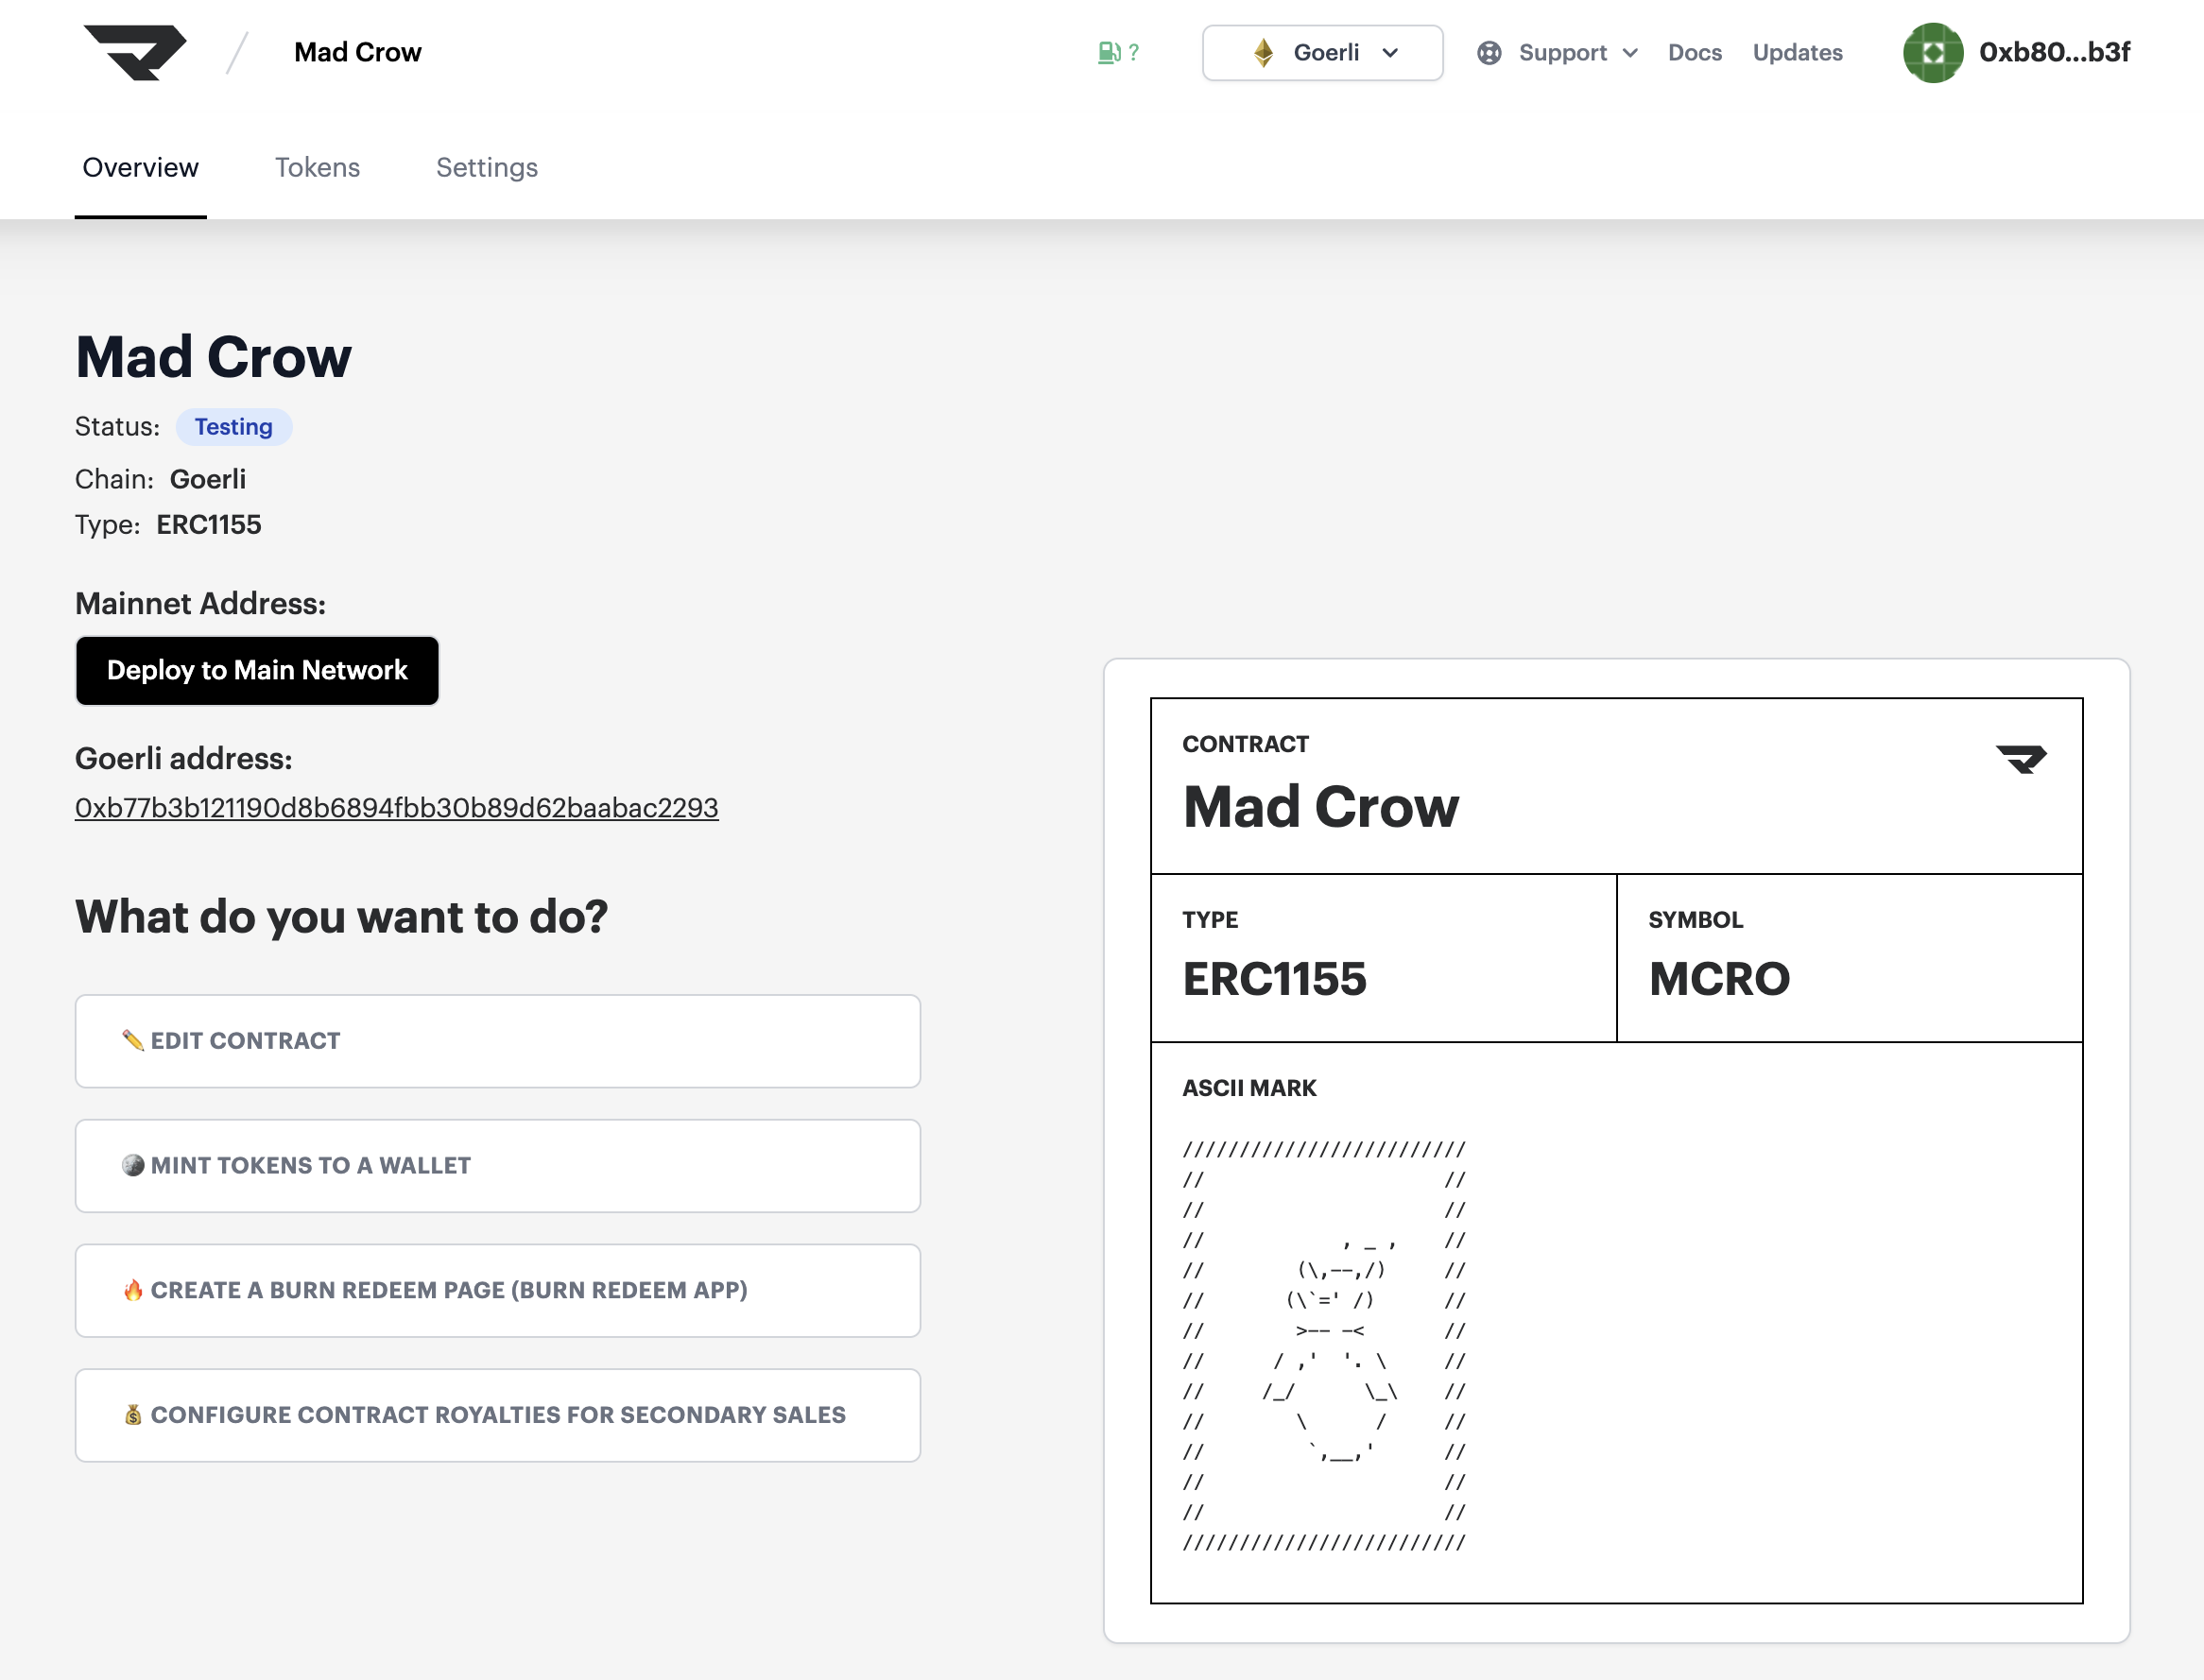 Mad Crow
? Goerli Support Docs Updates 0xb80...b3f
Overview Tokens Settings
Mad Crow
Status: Testing
Chain: Goerli
Type: ERC1155
Mainnet Address:
Deploy to Main Network
Goerli address:
0xb77b3b121190d8b6894fbb30b89d62baabac2293
What do you want to do?
EDIT CONTRACT
MINT TOKENS TO A WALLET
CREATE A BURN REDEEM PAGE (BURN REDEEM APP)
CONFIGURE CONTRACT ROYALTIES FOR SECONDARY SALES
CONTRACT
Mad Crow
TYPE
ERC1155
SYMBOL
MCRO
ASCII MARK
/////////////////////////
//                     //
//                     //
//            , _ ,    //
//        (\,--,/)     //
//       (\`=' /)      //
//        >-- -<       //
//      / ,'  '. \     //
//     /_/      \_\    //
//        \      /     //
//         `,__,'      //
//                     //
//                     //
/////////////////////////